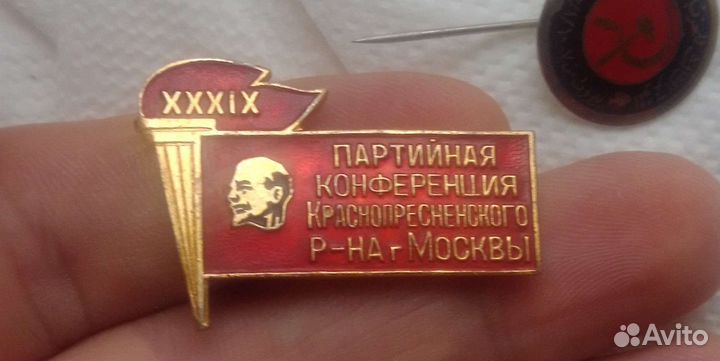 XXXIX
ПАРТИЙНАЯ
КОНФЕРЕНЦИЯ
КРАСНОПРЕСНЕНСКОГО
Р-НА г МОСКВЫ
Avito